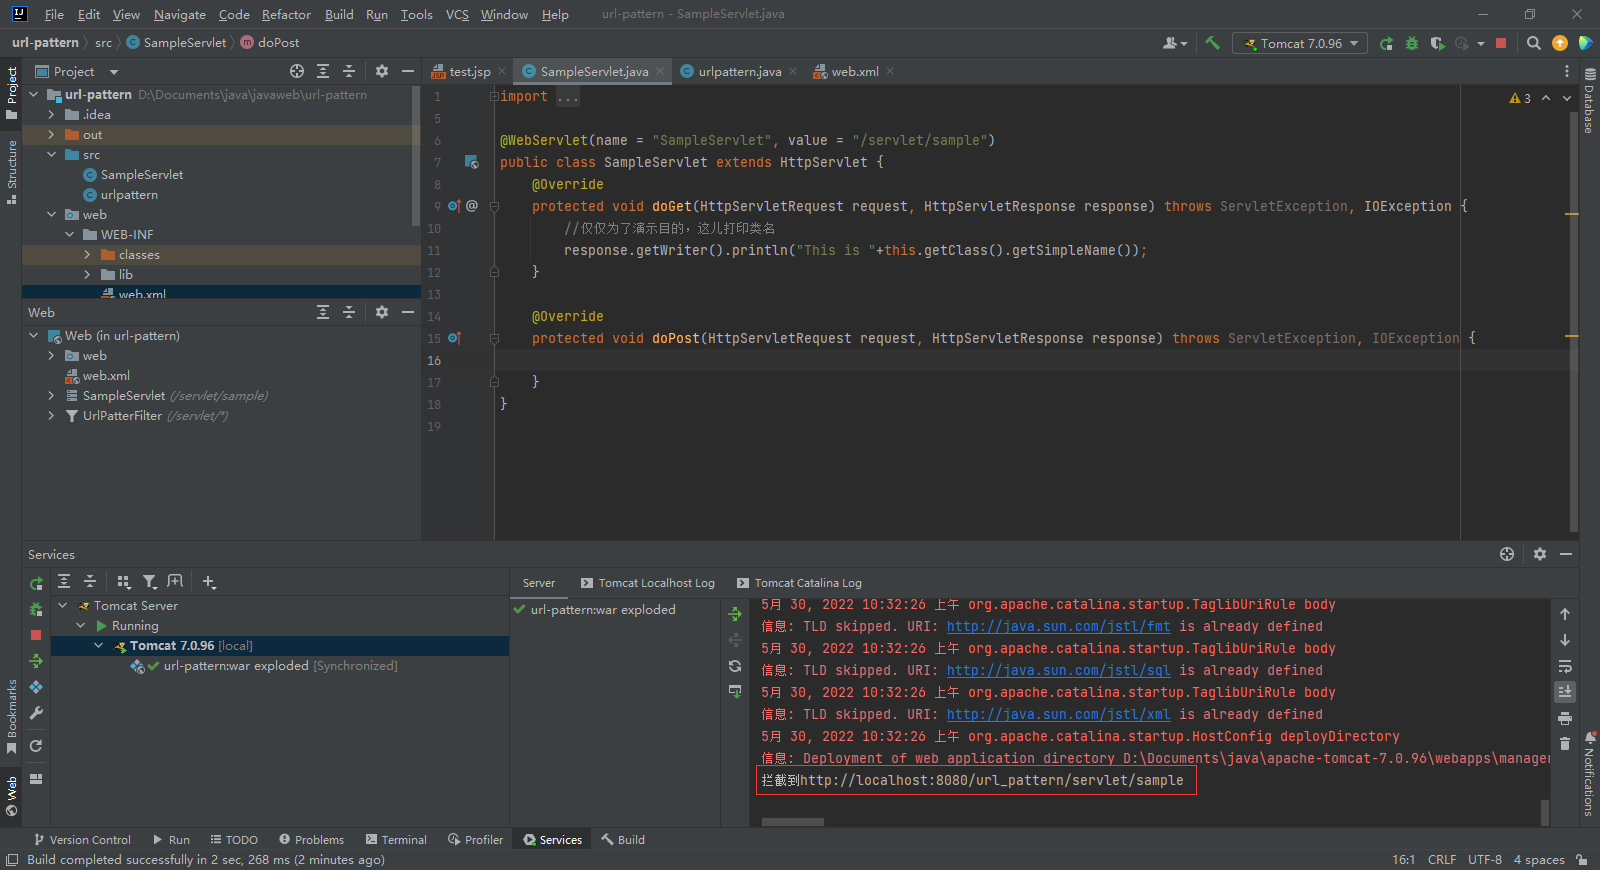 File Edit View Navigate Code Refactor Build Run Tools VCS Window Help url-pattern - SampleServlet.java
url-pattern src SampleServlet doPost Tomcat 7.0.96
Project
test.jsp SampleServlet.java urlpattern.java web.xml
url-pattern D:\Documents\java\javaweb\url-pattern
.idea
out
src
SampleServlet
urlpattern
web
WEB-INF
classes
lib
web.xml
Web
Web (in url-pattern)
web
web.xml
SampleServlet (/servlet/sample)
UrlPatterFilter (/servlet/*)
3
1 import ...
5
6 @WebServlet(name = "SampleServlet", value = "/servlet/sample")
7 public class SampleServlet extends HttpServlet {
8 @Override
9 protected void doGet(HttpServletRequest request, HttpServletResponse response) throws ServletException, IOException {
10 //仅仅为了演示目的，这儿打印类名
11 response.getWriter().println("This is "+this.getClass().getSimpleName());
12 }
13
14 @Override
15 protected void doPost(HttpServletRequest request, HttpServletResponse response) throws ServletException, IOException {
16
17 }
18 }
19
Project
Structure
Bookmarks
Web
Database
Notifications
Services
Tomcat Server
Running
Tomcat 7.0.96 [local]
url-pattern:war exploded [Synchronized]
Server Tomcat Localhost Log Tomcat Catalina Log
url-pattern:war exploded
5月 30, 2022 10:32:26 上午 org.apache.catalina.startup.TaglibUriRule body
信息: TLD skipped. URI: http://java.sun.com/jstl/fmt is already defined
5月 30, 2022 10:32:26 上午 org.apache.catalina.startup.TaglibUriRule body
信息: TLD skipped. URI: http://java.sun.com/jstl/sql is already defined
5月 30, 2022 10:32:26 上午 org.apache.catalina.startup.TaglibUriRule body
信息: TLD skipped. URI: http://java.sun.com/jstl/xml is already defined
5月 30, 2022 10:32:26 上午 org.apache.catalina.startup.HostConfig deployDirectory
信息: Deployment of web application directory D:\Documents\java\apache-tomcat-7.0.96\webapps\manager
拦截到http://localhost:8080/url_pattern/servlet/sample
Version Control Run TODO Problems Terminal Profiler Services Build
Build completed successfully in 2 sec, 268 ms (2 minutes ago) 16:1 CRLF UTF-8 4 spaces